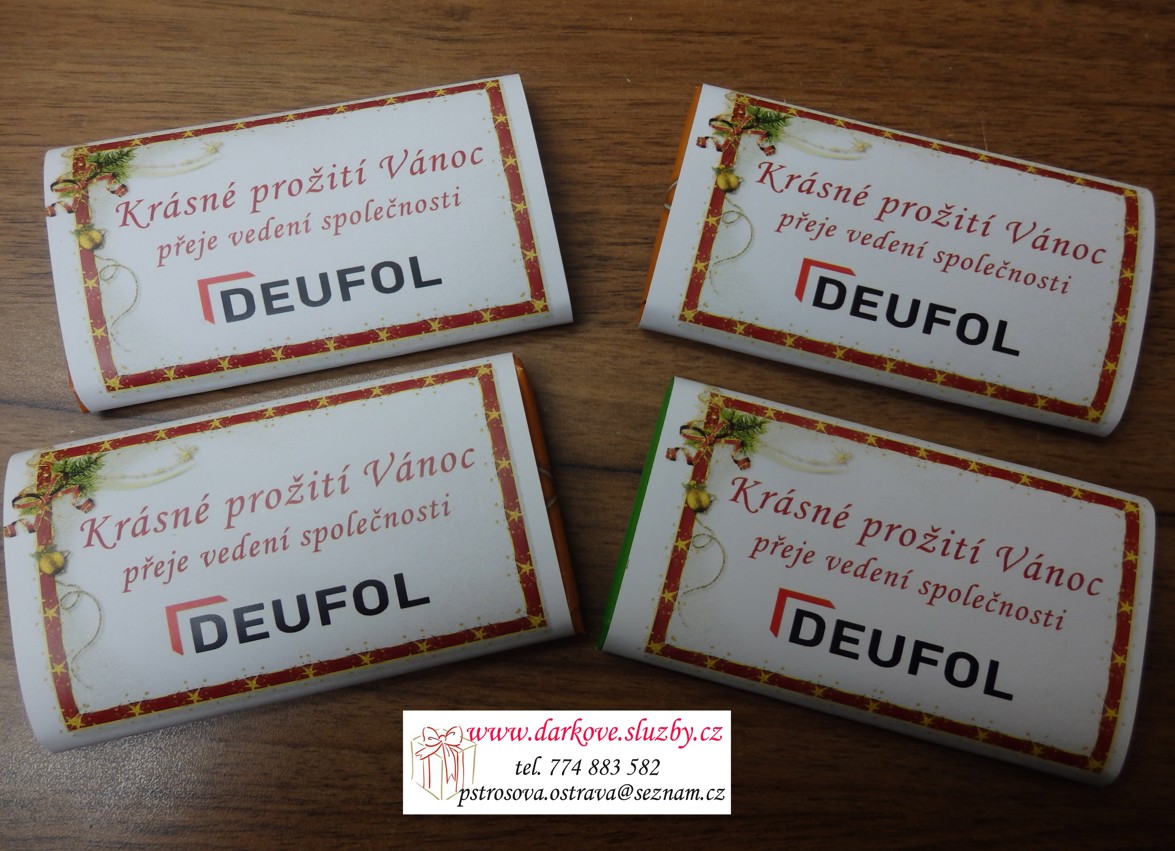 Krásné prožití Vánoc
přeje vedení společnosti
DEUFOL
Krásné prožití Vánoc
přeje vedení společnosti
DEUFOL
Krásné prožití Vánoc
přeje vedení společnosti
DEUFOL
Krásné prožití Vánoc
přeje vedení společnosti
DEUFOL
www.darkove.sluzby.cz
tel. 774 883 582
pstrosova.ostrava@seznam.cz